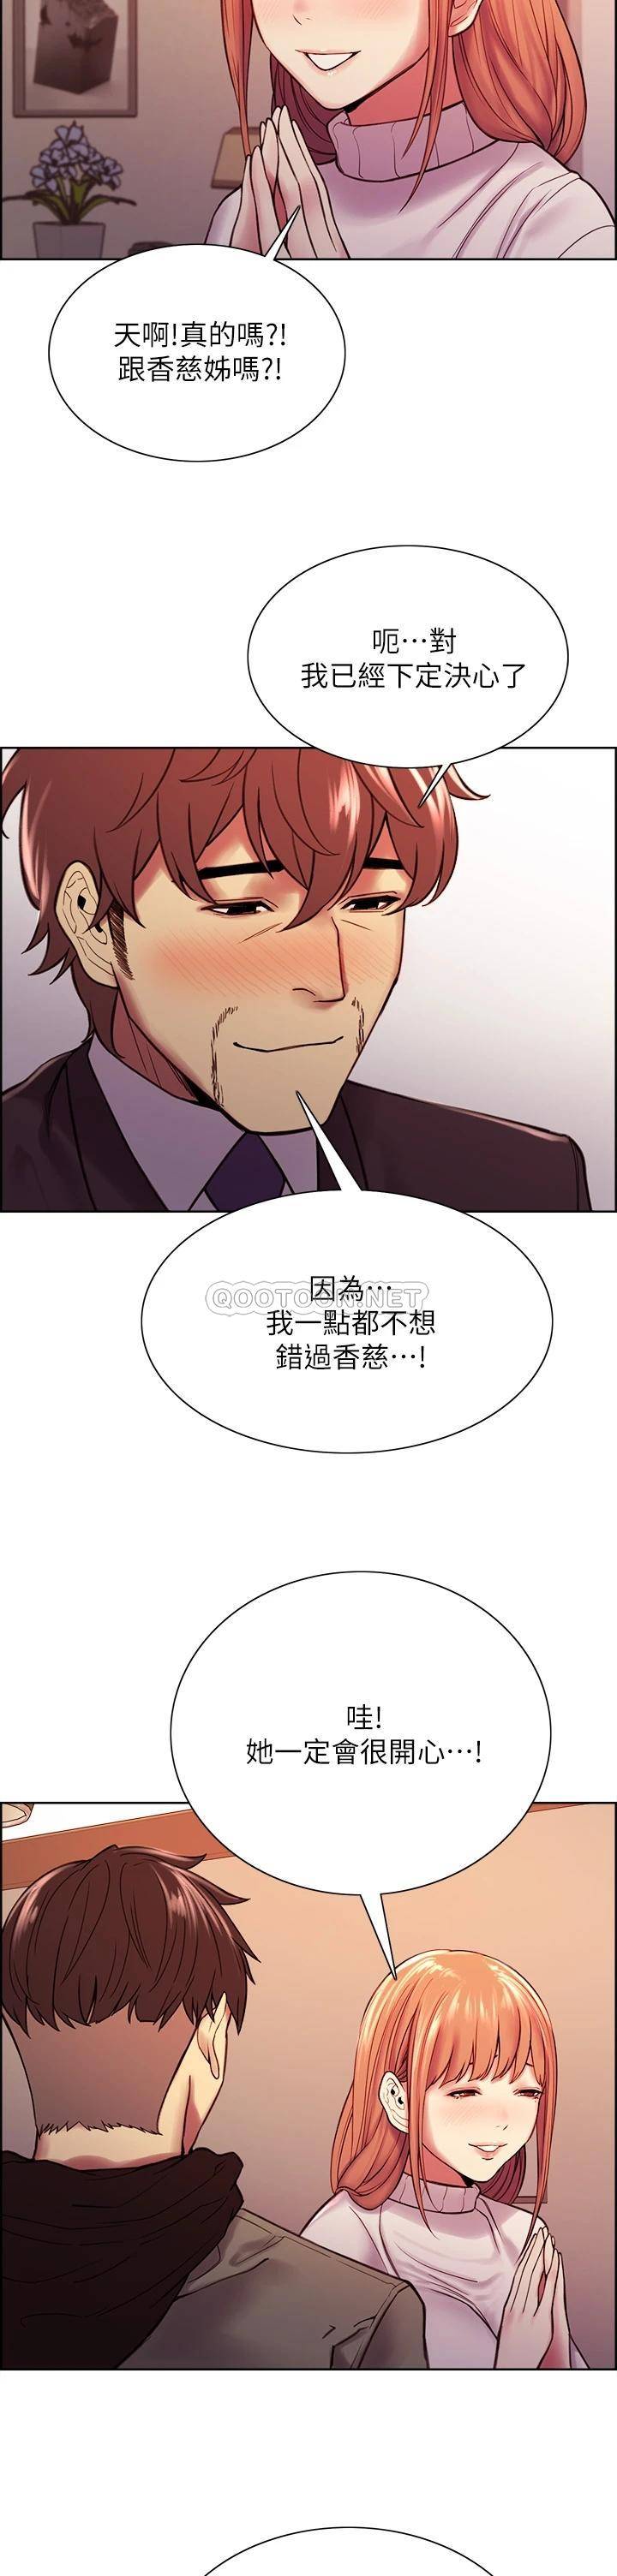 天啊!真的嗎?!
跟香慈姊嗎?!
呃⋯對
我已經下定決心了
因為⋯
QOOTOON.NET
我一點都不想
錯過香慈⋯!
哇!
她一定會很開心⋯!